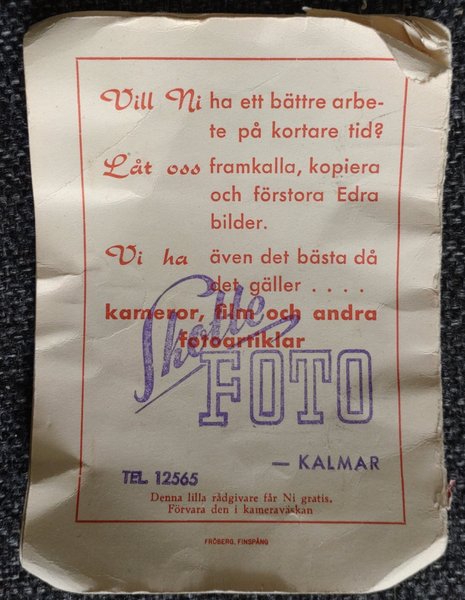 Vill Ni ha ett bättre arbe-
te på kortare tid?
Låt oss framkalla, kopiera
och förstora Edra
bilder.
Vi ha även det bästa då
det gäller . . . .
kameror, film och andra
fotoartiklar
Skotte
FOTO
— KALMAR
TEL. 12565
Denna lilla rådgivare får Ni gratis.
Förvara den i kameraväskan
FRÖBERG, FINSPÅNG